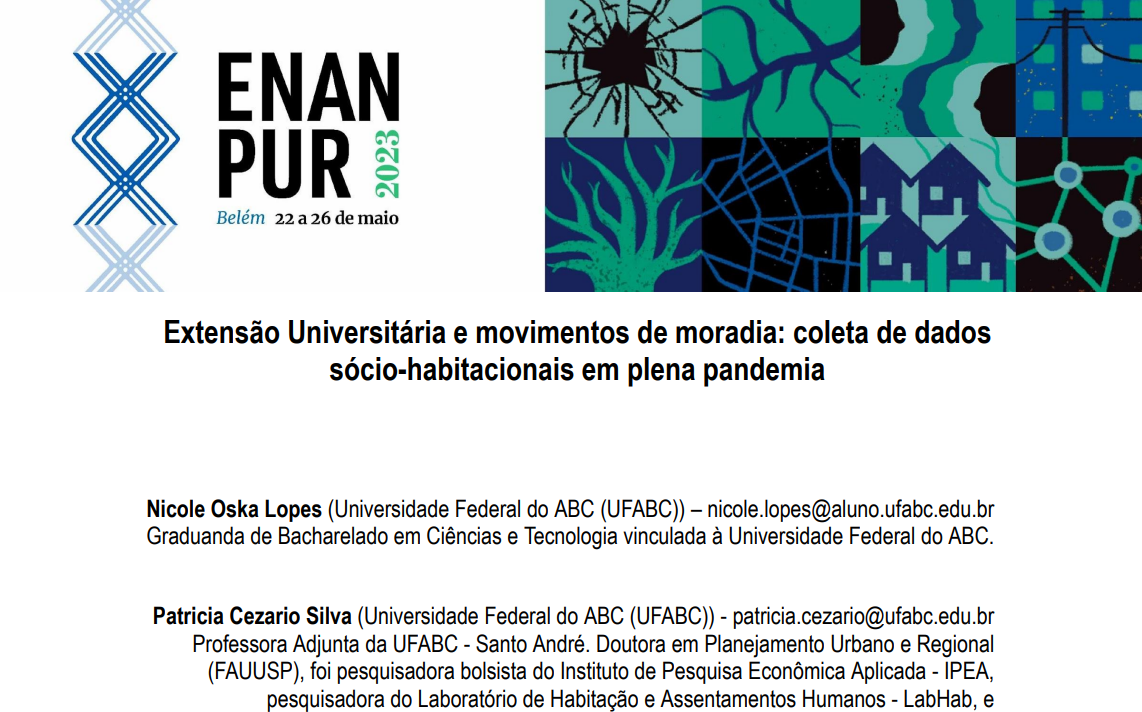 ENAN
PUR 2023
Belém 22 a 26 de maio
Extensão Universitária e movimentos de moradia: coleta de dados
sócio-habitacionais em plena pandemia
Nicole Oska Lopes (Universidade Federal do ABC (UFABC)) – nicole.lopes@aluno.ufabc.edu.br
Graduanda de Bacharelado em Ciências e Tecnologia vinculada à Universidade Federal do ABC.
Patricia Cezario Silva (Universidade Federal do ABC (UFABC)) - patricia.cezario@ufabc.edu.br
Professora Adjunta da UFABC - Santo André. Doutora em Planejamento Urbano e Regional
(FAUUSP), foi pesquisadora bolsista do Instituto de Pesquisa Econômica Aplicada - IPEA,
pesquisadora do Laboratório de Habitação e Assentamentos Humanos - LabHab, e